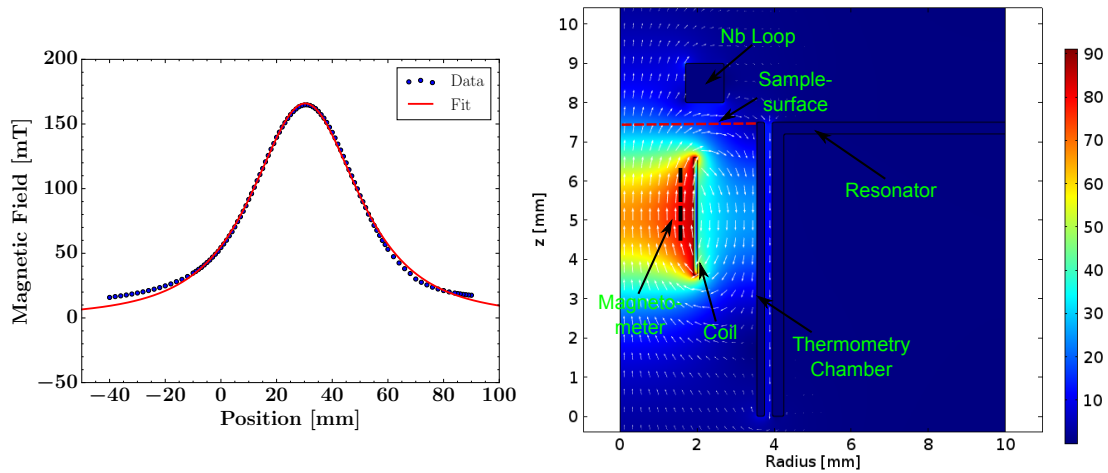 200
150
100
50
0
−50
Magnetic Field [mT]
−40 −20 0 20 40 60 80 100
Position [mm]
Data
Fit
10
9
8
7
6
5
4
3
2
1
0
z [mm]
0 2 4 6 8 10
Radius [mm]
Nb Loop
Sample-
surface
Resonator
Magneto-
meter
Coil
Thermometry
Chamber
90
80
70
60
50
40
30
20
10